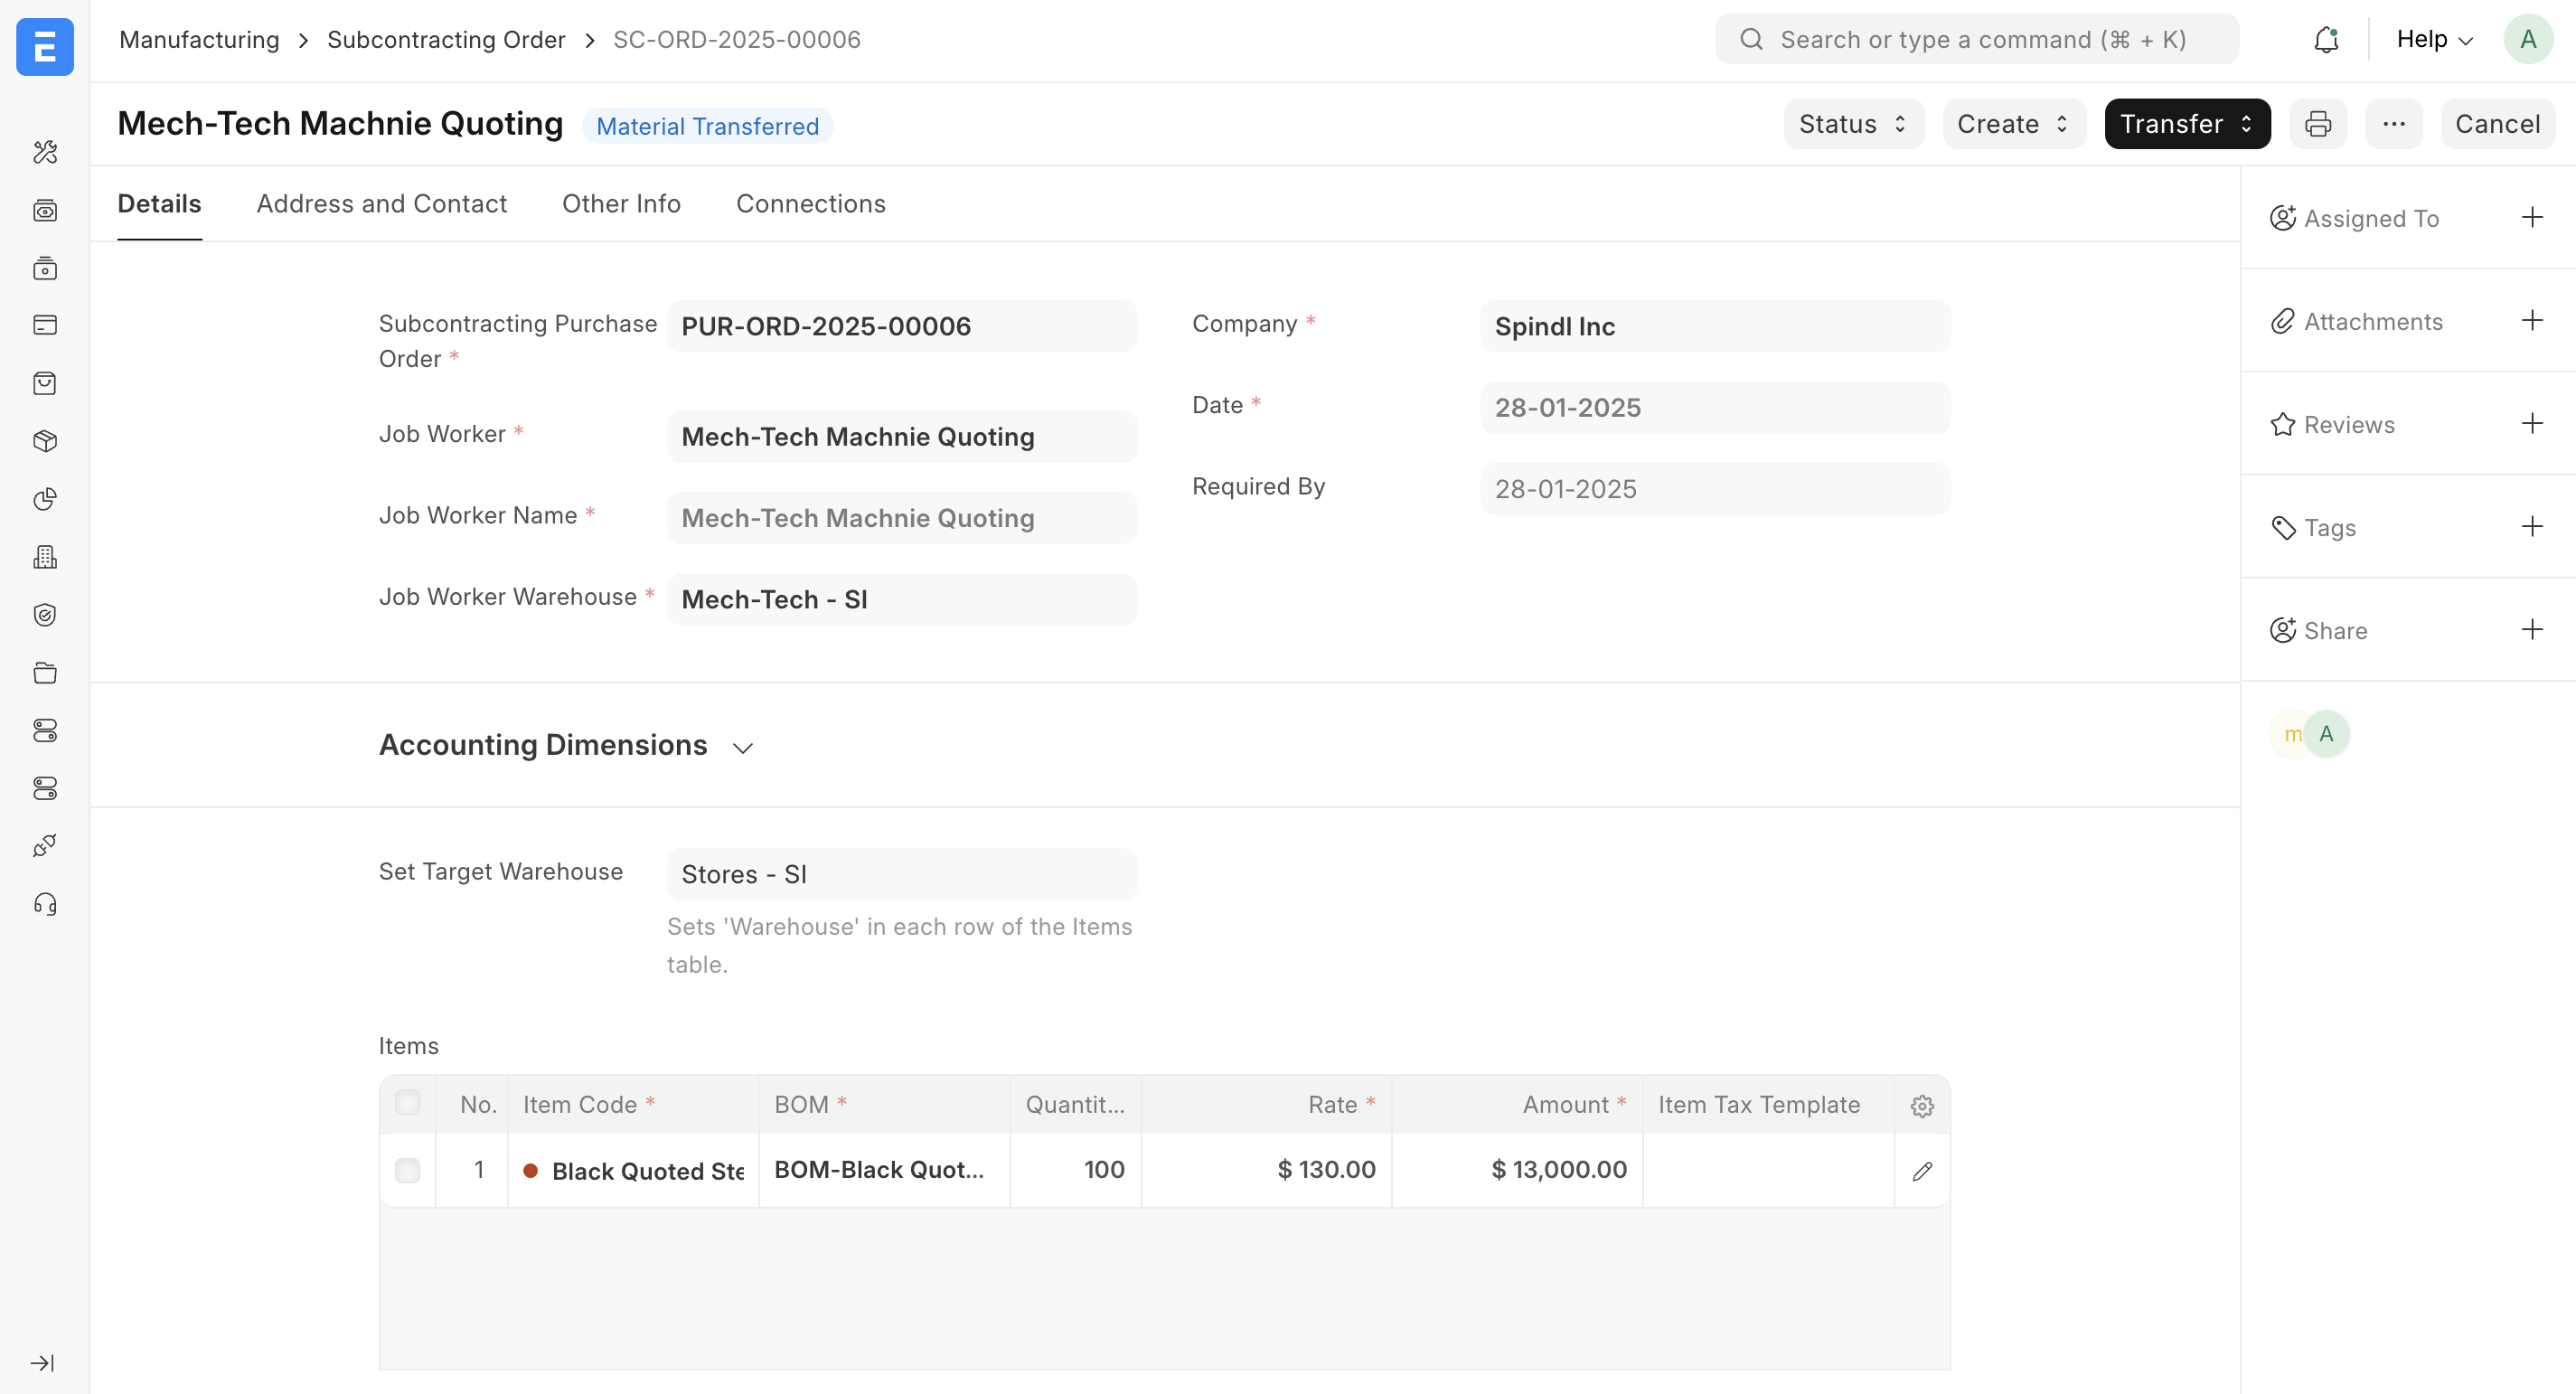 Manufacturing > Subcontracting Order > SC-ORD-2025-00006
Search or type a command (⌘ + K)
Help
A
Mech-Tech Machnie Quoting
Material Transferred
Status
Create
Transfer
···
Cancel
Details
Address and Contact
Other Info
Connections
Subcontracting Purchase
Order *
PUR-ORD-2025-00006
Job Worker *
Mech-Tech Machnie Quoting
Job Worker Name *
Mech-Tech Machnie Quoting
Job Worker Warehouse *
Mech-Tech - SI
Company *
Spindl Inc
Date *
28-01-2025
Required By
28-01-2025
Assigned To
Attachments
Reviews
Tags
Share
m
A
Accounting Dimensions
Set Target Warehouse
Stores - SI
Sets 'Warehouse' in each row of the Items
table.
Items
No. Item Code * BOM * Quantit... Rate * Amount * Item Tax Template
1 Black Quoted Ste BOM-Black Quot... 100 $ 130.00 $ 13,000.00